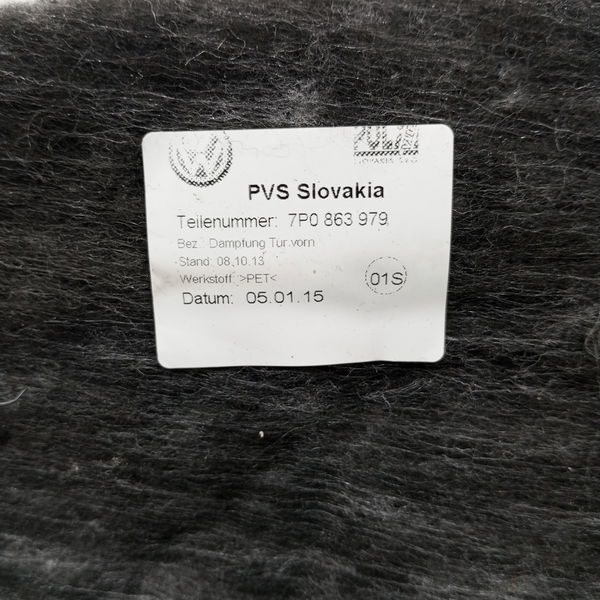 PVS Slovakia
Teilenummer: 7P0 863 979
Bez.: Dampfung Tur vorn
Stand: 08.10.13
Werkstoff: >PET<
01S
Datum: 05.01.15